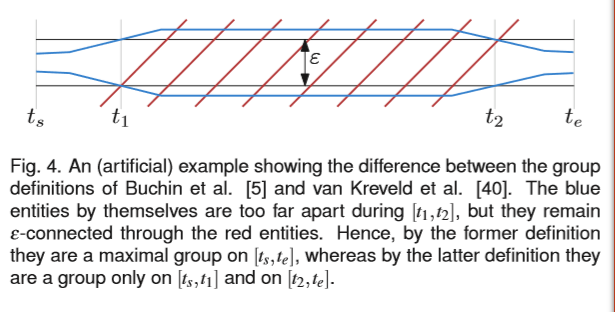 ε
t_s t_1 t_2 t_e
Fig. 4. An (artificial) example showing the difference between the group
definitions of Buchin et al. [5] and van Kreveld et al. [40]. The blue
entities by themselves are too far apart during [t_1,t_2], but they remain
ε-connected through the red entities. Hence, by the former definition
they are a maximal group on [t_s,t_e], whereas by the latter definition they
are a group only on [t_s,t_1] and on [t_2,t_e].